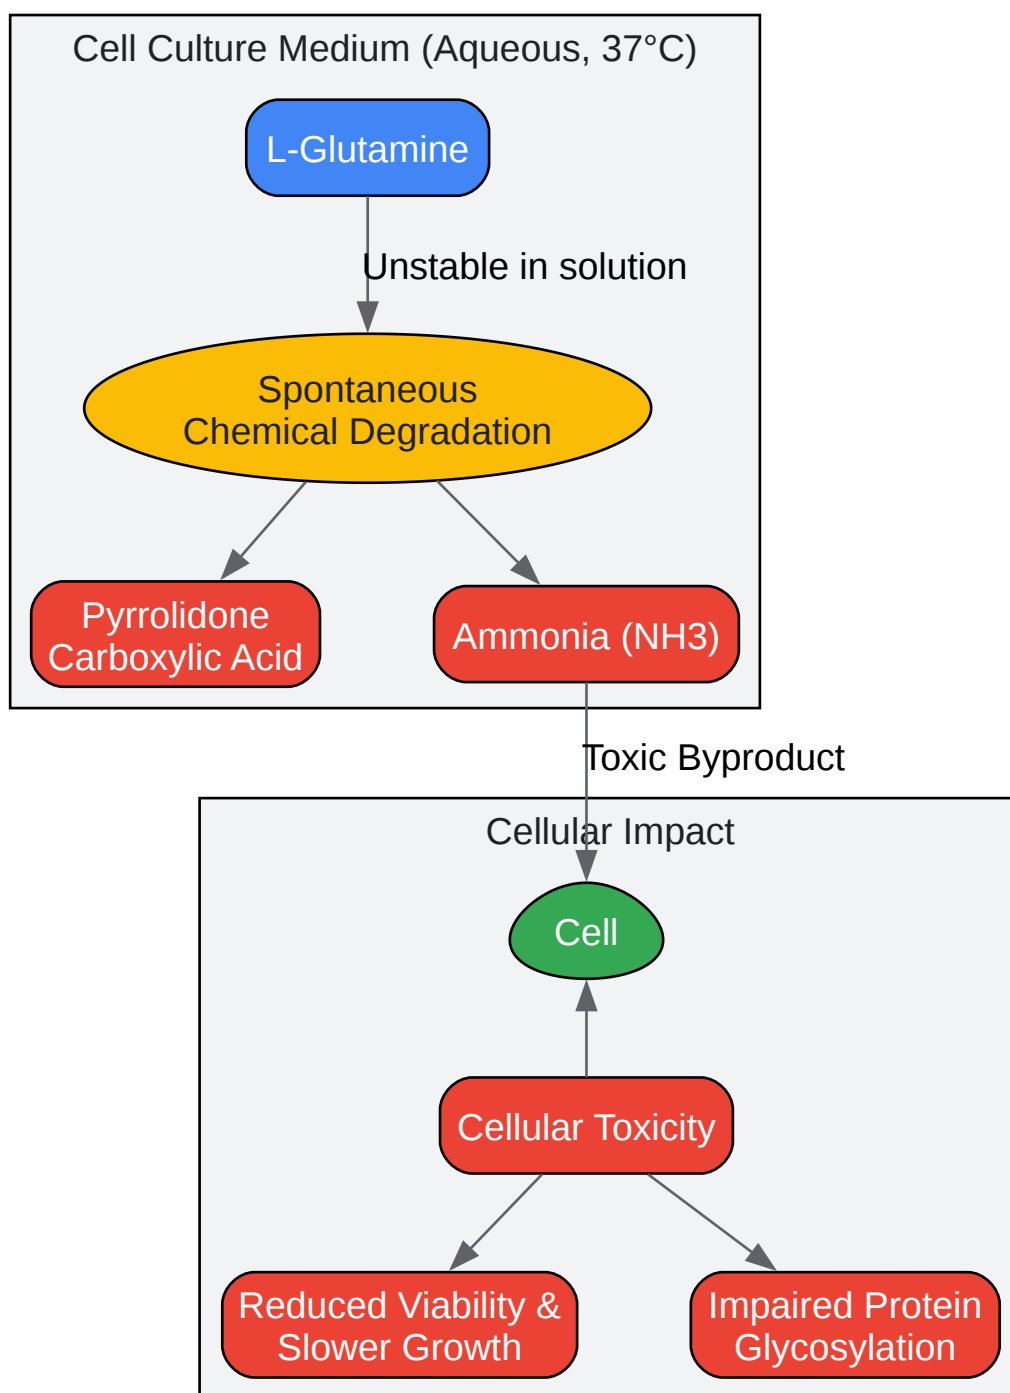 Cell Culture Medium (Aqueous, 37°C)
L-Glutamine
Unstable in solution
Spontaneous
Chemical Degradation
Pyrrolidone
Carboxylic Acid
Ammonia (NH3)
Toxic Byproduct
Cellular Impact
Cell
Cellular Toxicity
Reduced Viability &
Slower Growth
Impaired Protein
Glycosylation